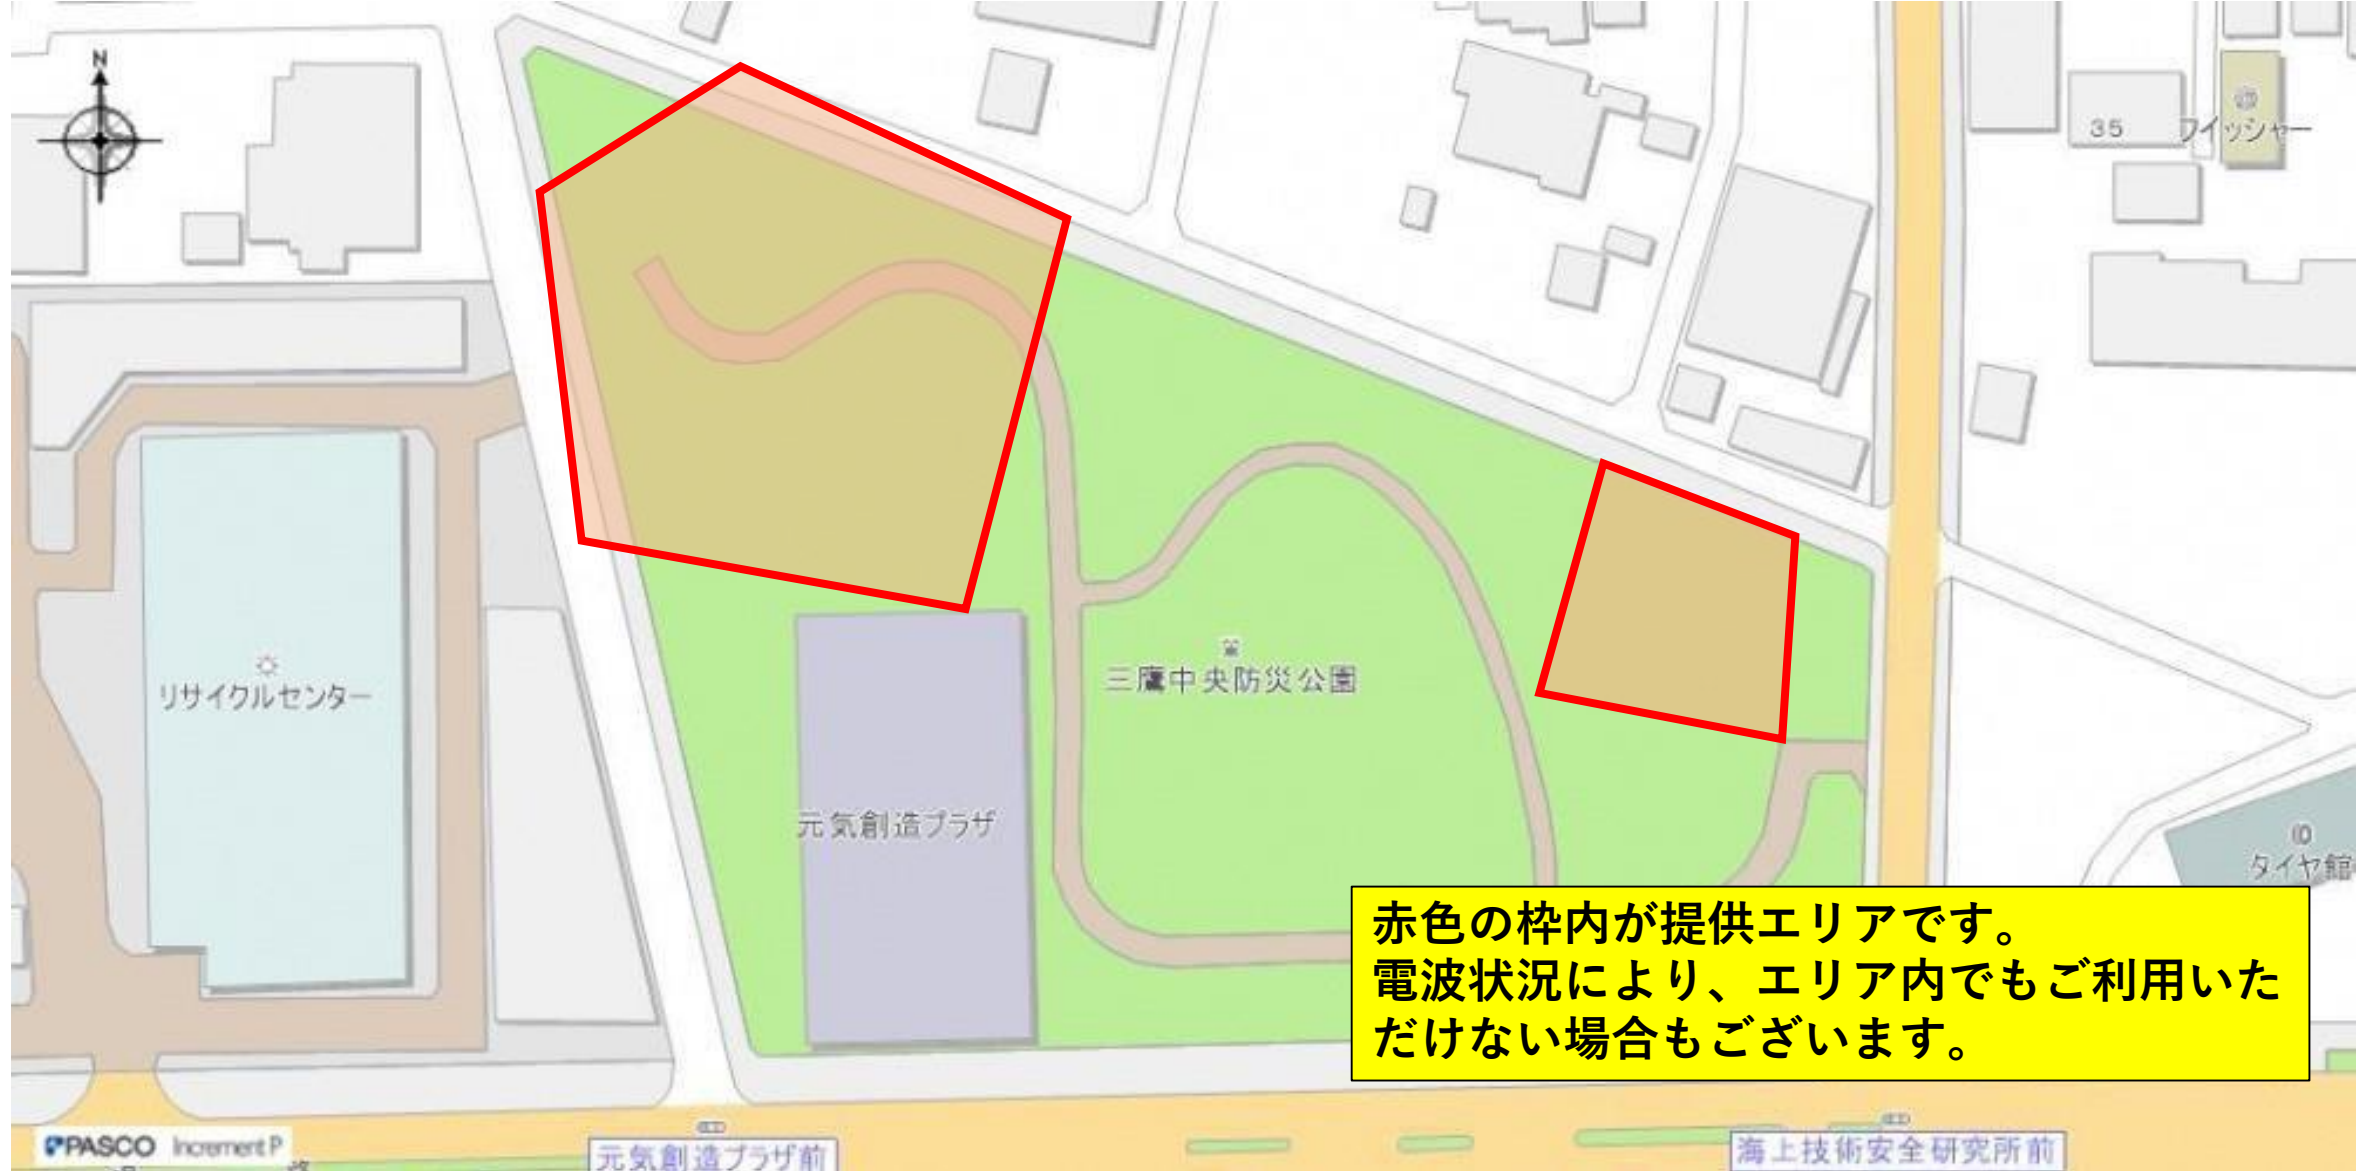 N
35
フィッシャー
リサイクルセンター
三鷹中央防災公園
元気創造プラザ
タイヤ館
赤色の枠内が提供エリアです。
電波状況により、エリア内でもご利用いた
だけない場合もございます。
PASCO Increment P
元気創造プラザ前
海上技術安全研究所前